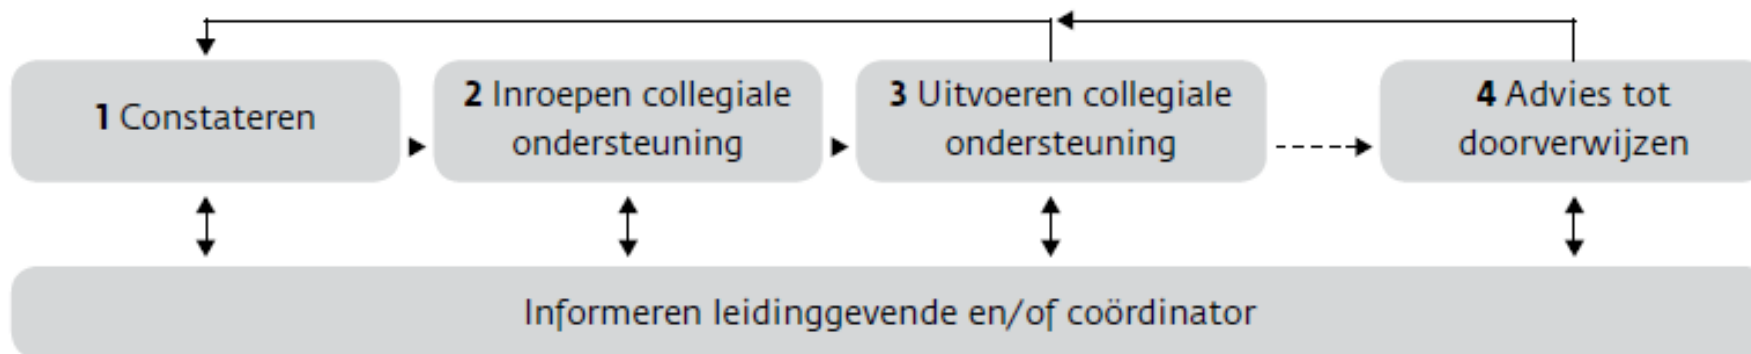 1 Constateren
2 Inroepen collegiale
ondersteuning
3 Uitvoeren collegiale
ondersteuning
4 Advies tot
doorverwijzen
Informeren leidinggevende en/of coördinator